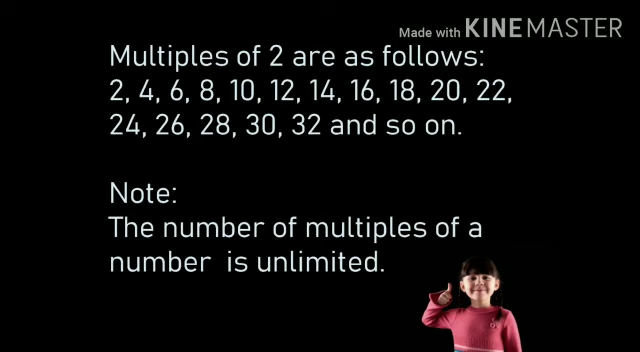 Made with KINEMASTER
Multiples of 2 are as follows:
2, 4, 6, 8, 10, 12, 14, 16, 18, 20, 22,
24, 26, 28, 30, 32 and so on.
Note:
The number of multiples of a
number is unlimited.